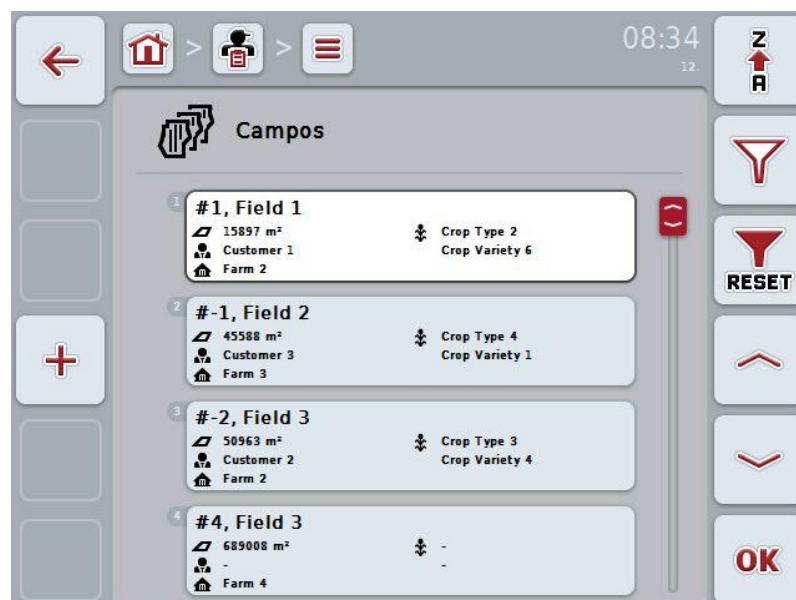 08:34
12.
Z
A
Campos
1
#1, Field 1
15897 m²
Crop Type 2
Customer 1
Crop Variety 6
Farm 2
RESET
2
#-1, Field 2
45588 m²
Crop Type 4
Customer 3
Crop Variety 1
Farm 3
3
#-2, Field 3
50963 m²
Crop Type 3
Customer 2
Crop Variety 4
Farm 2
4
#4, Field 3
689008 m²
-
-
-
Farm 4
OK